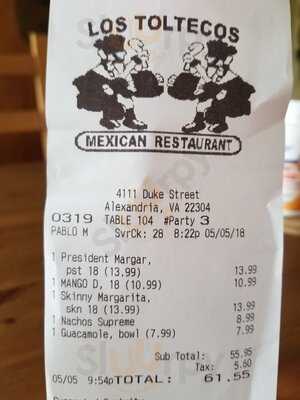 LOS TOLTECOS
MEXICAN RESTAURANT
4111 Duke Street
Alexandria, VA 22304
0319 TABLE 104 #Party 3
PABLO M SvrCk: 28 8:22p 05/05/18
1 President Margar,
pst 18 (13.99) 13.99
1 MANGO D, 18 (10.99) 10.99
1 Skinny Margarita,
skn 18 (13.99) 13.99
1 Nachos Supreme 8.99
1 Guacamole, bowl (7.99) 7.99
Sub Total: 55.95
Tax: 5.60
05/05 9:54p TOTAL: 61.55